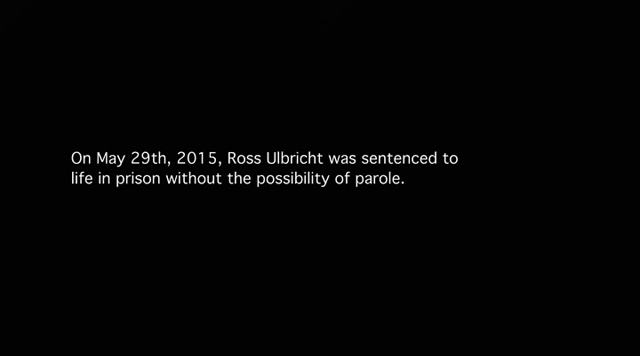 On May 29th, 2015, Ross Ulbricht was sentenced to
life in prison without the possibility of parole.